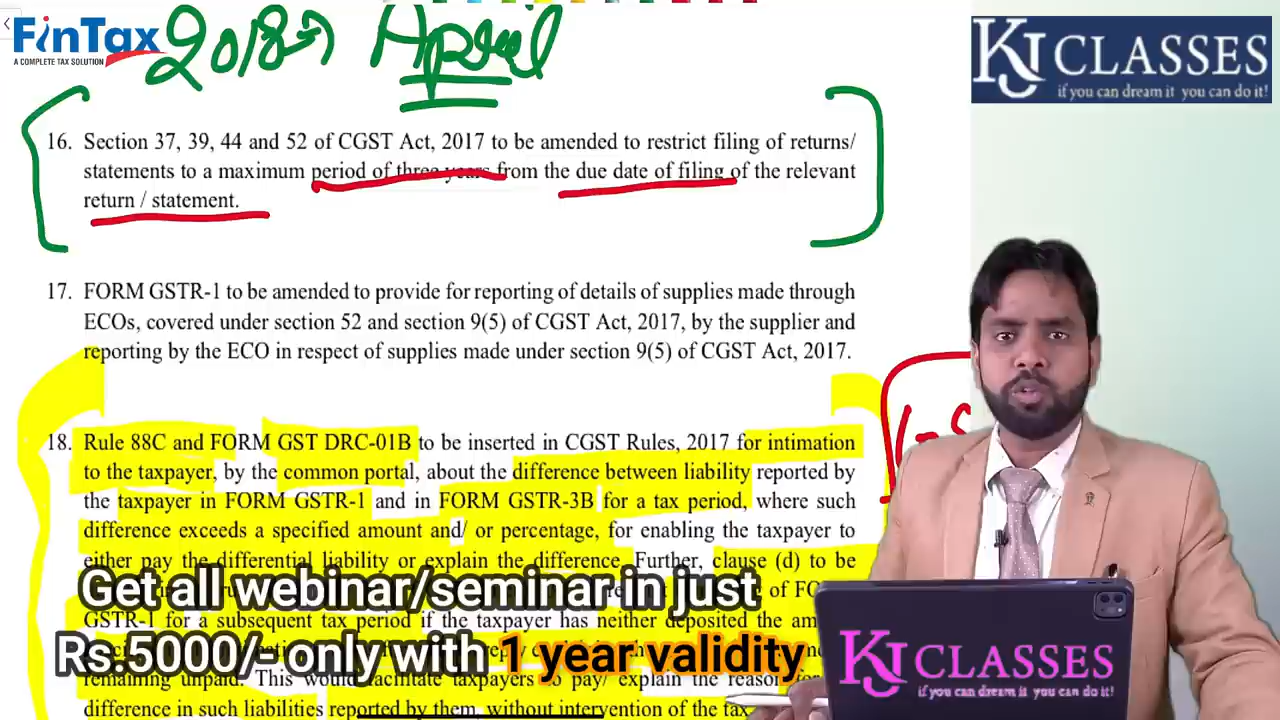 FinTax
A COMPLETE TAX SOLUTION
2018 April
KJ CLASSES
if you can dream it you can do it!
16. Section 37, 39, 44 and 52 of CGST Act, 2017 to be amended to restrict filing of returns/
statements to a maximum period of three years from the due date of filing of the relevant
return / statement.
17. FORM GSTR-1 to be amended to provide for reporting of details of supplies made through
ECOs, covered under section 52 and section 9(5) of CGST Act, 2017, by the supplier and
reporting by the ECO in respect of supplies made under section 9(5) of CGST Act, 2017.
18. Rule 88C and FORM GST DRC-01B to be inserted in CGST Rules, 2017 for intimation
to the taxpayer, by the common portal, about the difference between liability reported by
the taxpayer in FORM GSTR-1 and in FORM GSTR-3B for a tax period, where such
difference exceeds a specified amount and/ or percentage, for enabling the taxpayer to
either pay the differential liability or explain the difference. Further, clause (d) to be
Get all webinar/seminar in just
GSTR-1 for a subsequent tax period if the taxpayer has neither deposited the
Rs.5000/- only with 1 year validity
remaining unpaid. This would facilitate taxpayers to pay/ explain the reason
difference in such liabilities reported by them, without intervention of the tax
KJ CLASSES
if you can dream it you can do it!